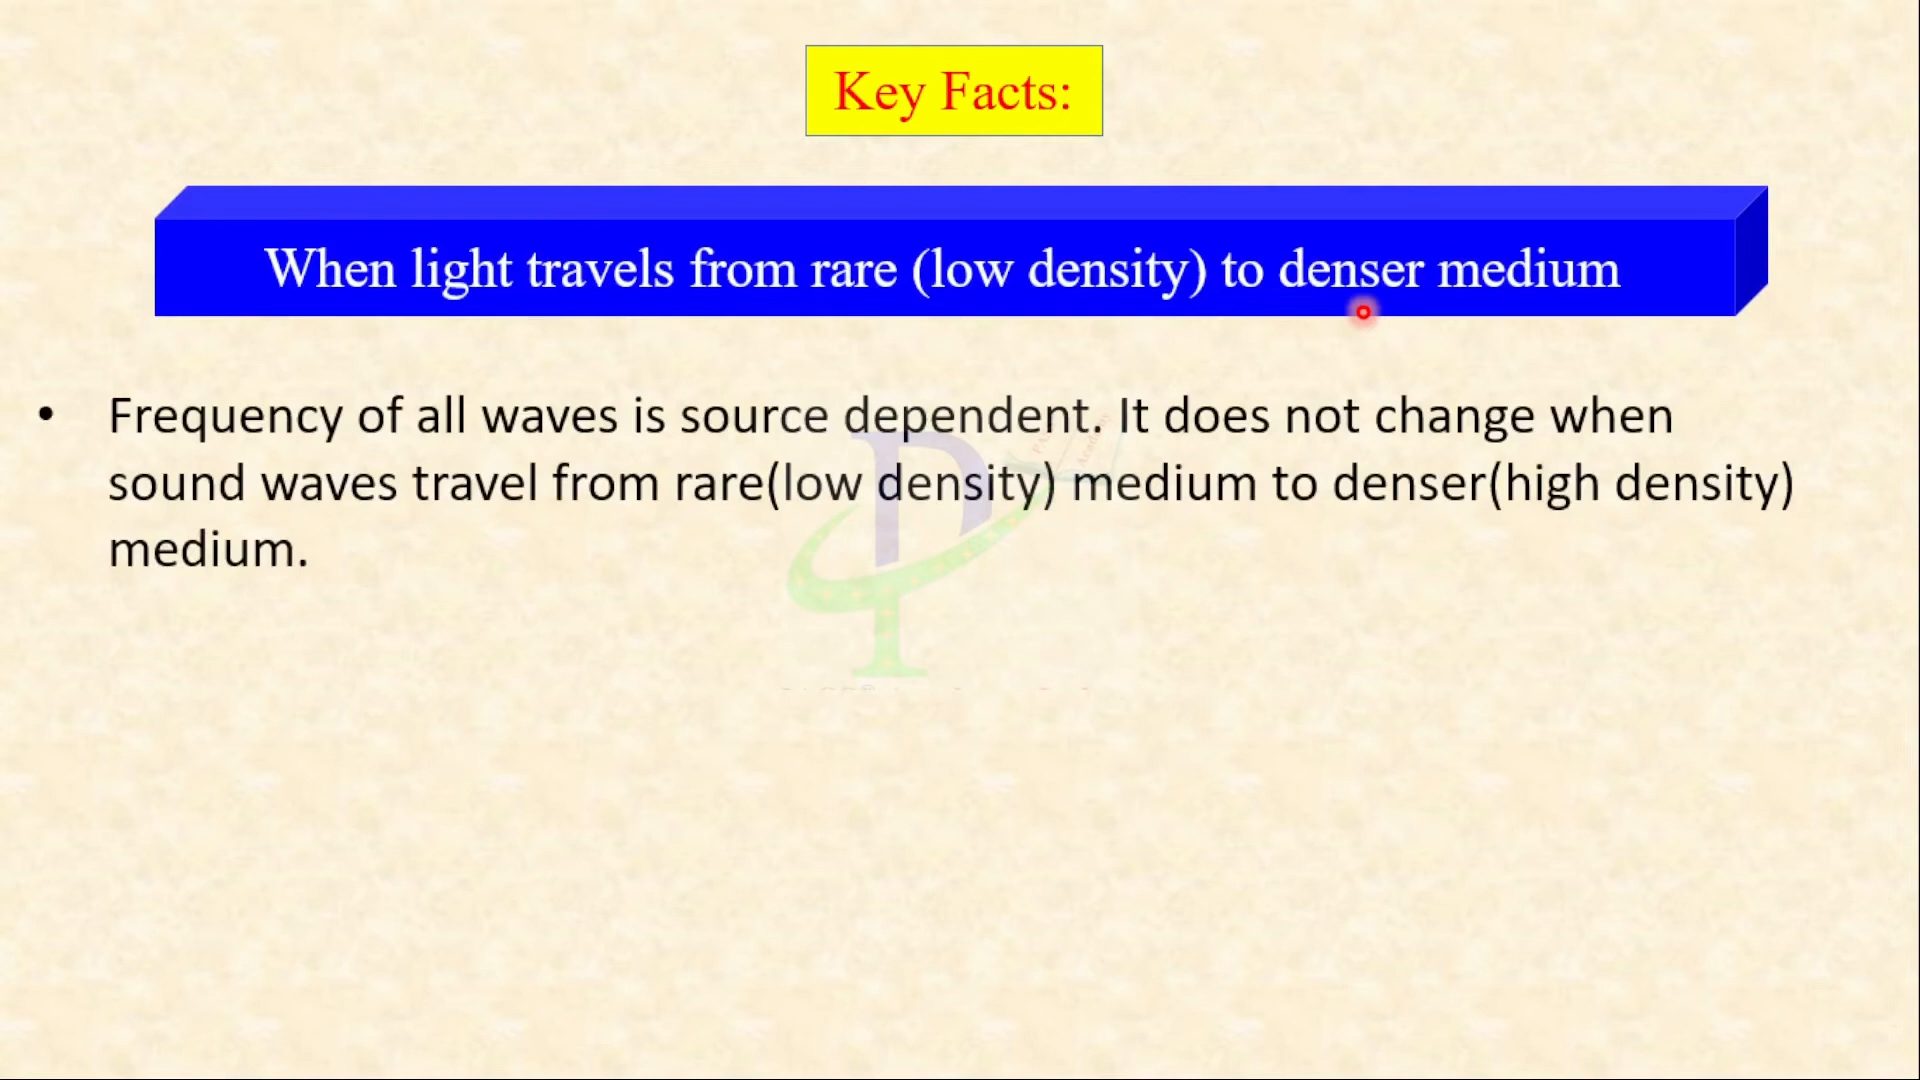 Key Facts:
When light travels from rare (low density) to denser medium
• Frequency of all waves is source dependent. It does not change when
sound waves travel from rare(low density) medium to denser(high density)
medium.